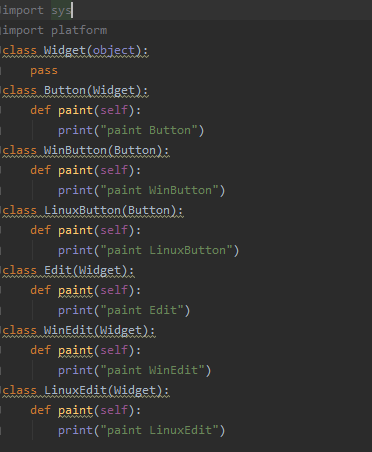 import sys
import platform
class Widget(object):
    pass
class Button(Widget):
    def paint(self):
        print("paint Button")
class WinButton(Button):
    def paint(self):
        print("paint WinButton")
class LinuxButton(Button):
    def paint(self):
        print("paint LinuxButton")
class Edit(Widget):
    def paint(self):
        print("paint Edit")
class WinEdit(Widget):
    def paint(self):
        print("paint WinEdit")
class LinuxEdit(Widget):
    def paint(self):
        print("paint LinuxEdit")